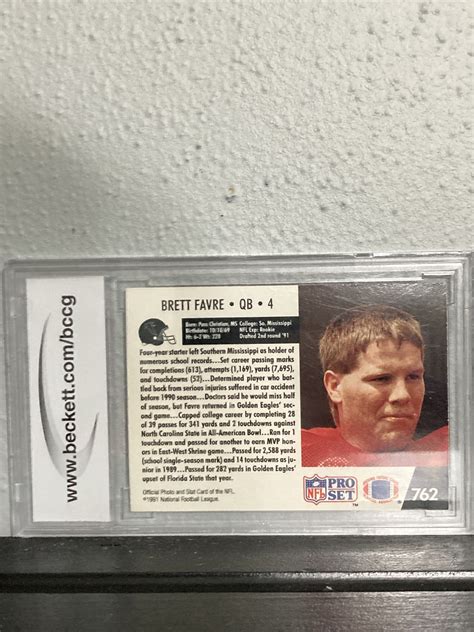 www.beckett.com/bccg
BRETT FAVRE • QB • 4
Born: Pass Christian, MS College: So. Mississippi
Birthdate: 10/10/69 NFL Exp: Rookie
Ht: 6-2 Wt: 220 Drafted 2nd round '91
Four-year starter left Southern Mississippi as holder of
numerous school records... Set career passing marks
for completions (613), attempts (1,169), yards (7,695),
and touchdowns (52)...Determined player who bat-
tled back from serious injuries suffered in car accident
before 1990 season...Doctors said he would miss half
of season, but Favre returned in Golden Eagles' sec-
ond game...Capped college career by completing 28
of 39 passes for 341 yards and 2 touchdowns against
North Carolina State in All-American Bowl...Ran for 1
touchdown and passed for another to earn MVP hon-
ors in East-West Shrine game...Passed for 2,588 yards
(school single-season mark) and 14 touchdowns as ju-
nior in 1989...Passed for 282 yards in Golden Eagles'
upset of Florida State that year.
Official Photo and Stat Card of the NFL.
©1991 National Football League.
NFL PRO SET ™
762